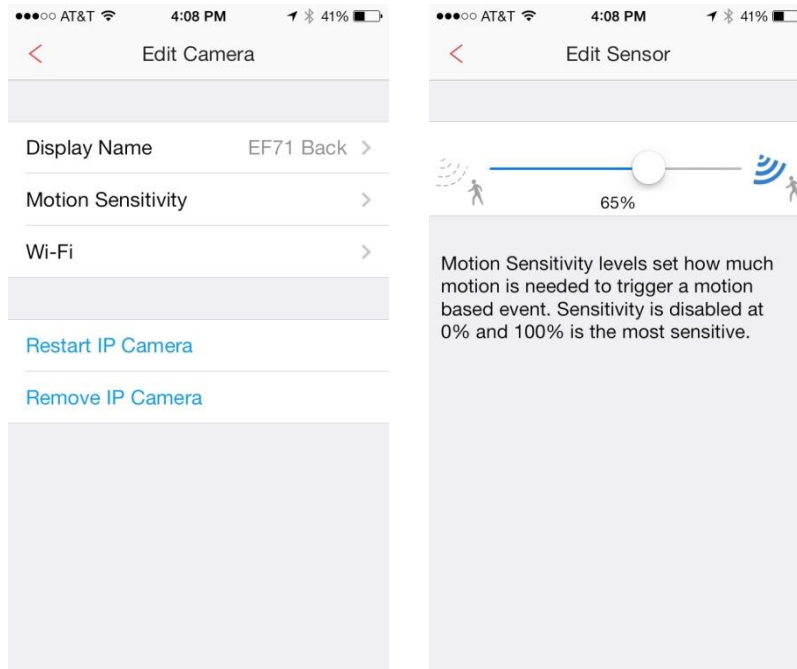 AT&T 4:08 PM 41%
Edit Camera
Display Name EF71 Back
Motion Sensitivity
Wi-Fi
Restart IP Camera
Remove IP Camera
AT&T 4:08 PM 41%
Edit Sensor
65%
Motion Sensitivity levels set how much
motion is needed to trigger a motion
based event. Sensitivity is disabled at
0% and 100% is the most sensitive.